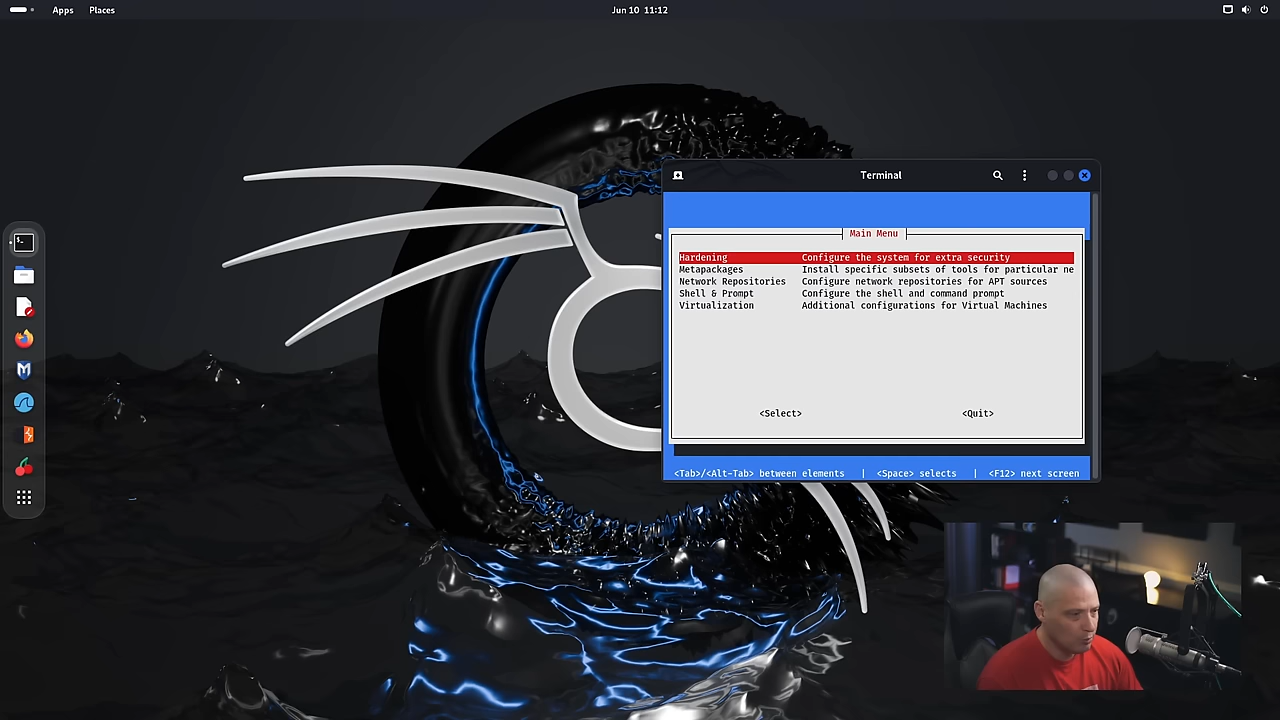 Apps Places Jun 10 11:12
Terminal
Main Menu
Hardening Configure the system for extra security
Metapackages Install specific subsets of tools for particular ne
Network Repositories Configure network repositories for APT sources
Shell & Prompt Configure the shell and command prompt
Virtualization Additional configurations for Virtual Machines
<Select> <Quit>
<Tab>/<Alt-Tab> between elements | <Space> selects | <F12> next screen